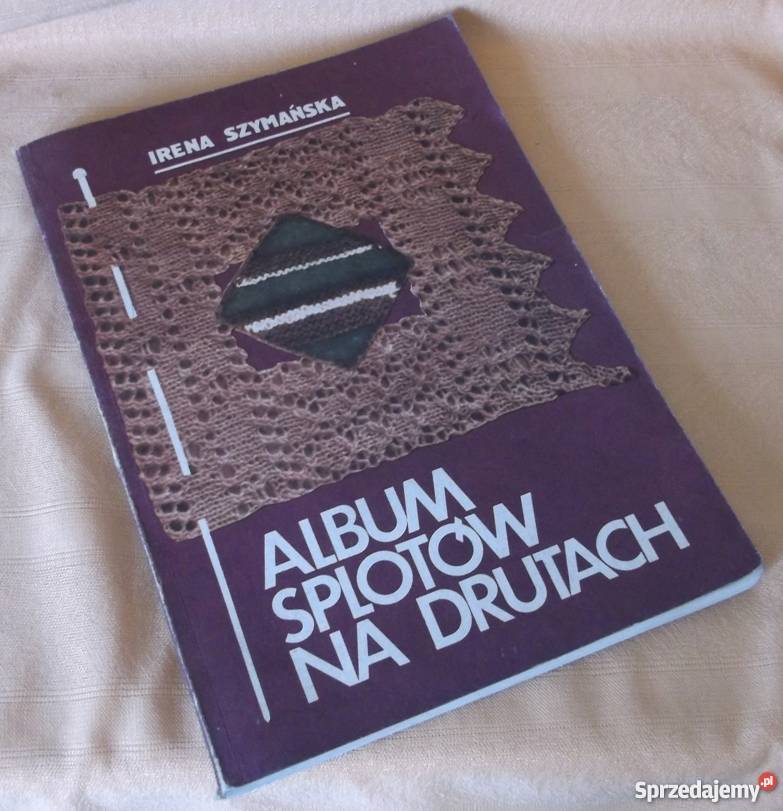 IRENA SZYMAŃSKA
ALBUM
SPLOTÓW
NA DRUTACH
Sprzedajemy.pl